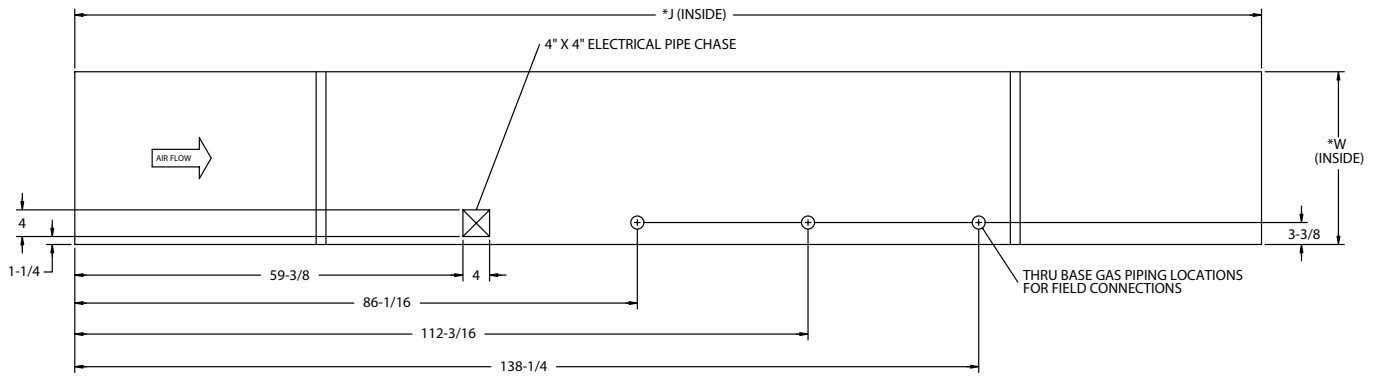 *J (INSIDE)
4" X 4" ELECTRICAL PIPE CHASE
AIR FLOW
*W
(INSIDE)
4
1-1/4
3-3/8
59-3/8
4
THRU BASE GAS PIPING LOCATIONS
FOR FIELD CONNECTIONS
86-1/16
112-3/16
138-1/4